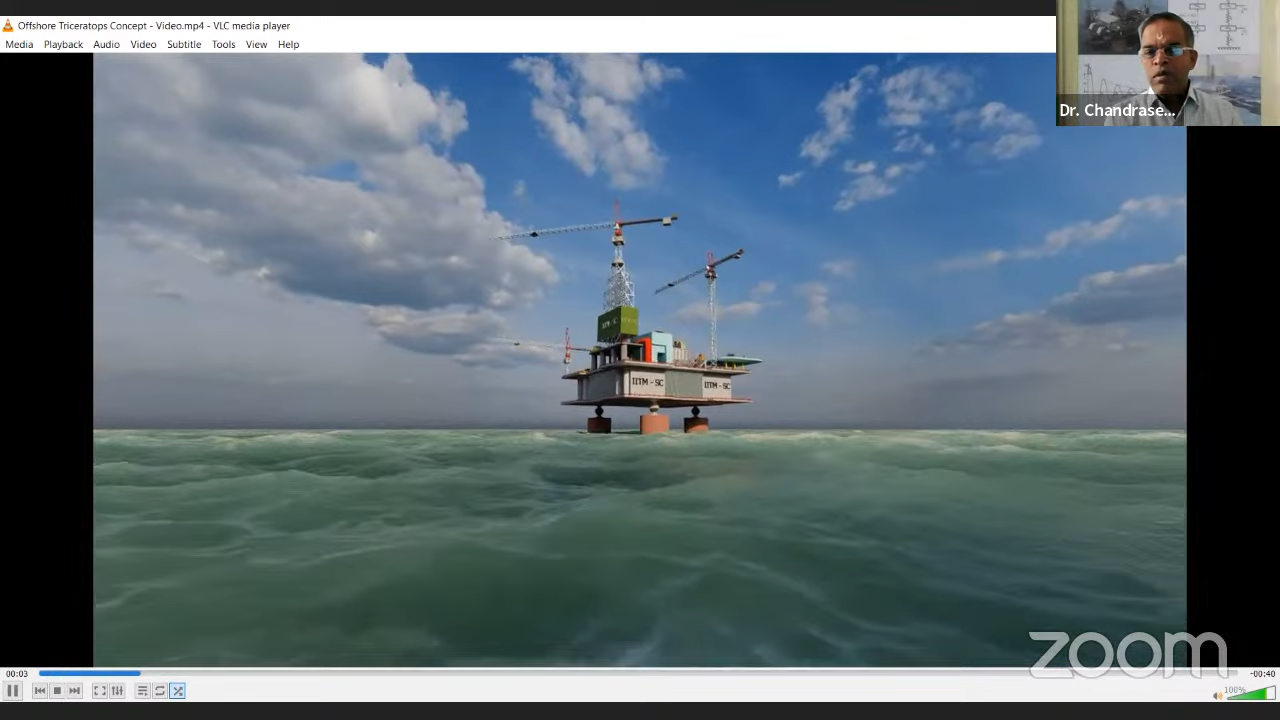 Offshore Triceratops Concept - Video.mp4 - VLC media player
Media Playback Audio Video Subtitle Tools View Help
Dr. Chandrase...
IITM - SC
IITM - SC
00:03
-00:40
100%
zoom